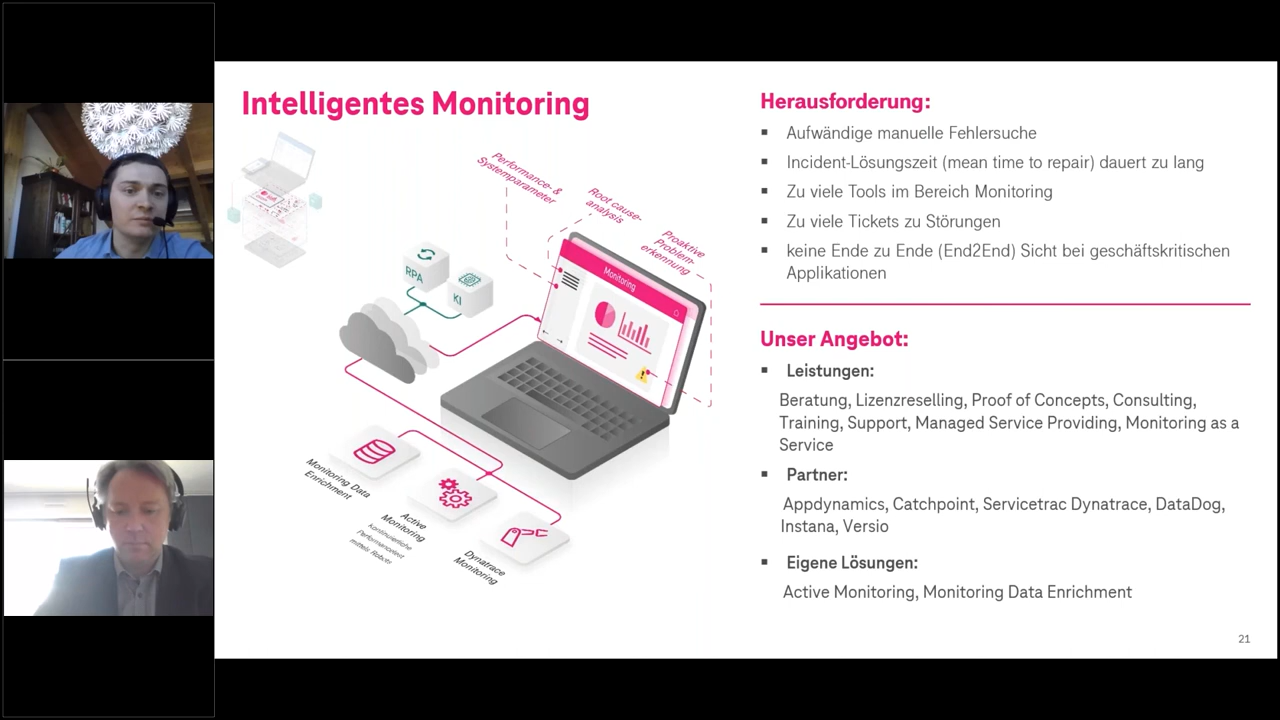 Intelligentes Monitoring
Performance- &
Systemparameter
Root cause-
analysis
Proaktive
Problem-
erkennung
Monitoring
RPA
KI
Monitoring Data
Enrichment
Active
Monitoring
kontinuierliche
Performancetest
mittels Robots
Dynatrace
Monitoring
Herausforderung:
▪ Aufwändige manuelle Fehlersuche
▪ Incident-Lösungszeit (mean time to repair) dauert zu lang
▪ Zu viele Tools im Bereich Monitoring
▪ Zu viele Tickets zu Störungen
▪ keine Ende zu Ende (End2End) Sicht bei geschäftskritischen
Applikationen
Unser Angebot:
▪ Leistungen:
Beratung, Lizenzreselling, Proof of Concepts, Consulting,
Training, Support, Managed Service Providing, Monitoring as a
Service
▪ Partner:
Appdynamics, Catchpoint, Servicetrac Dynatrace, DataDog,
Instana, Versio
▪ Eigene Lösungen:
Active Monitoring, Monitoring Data Enrichment
21